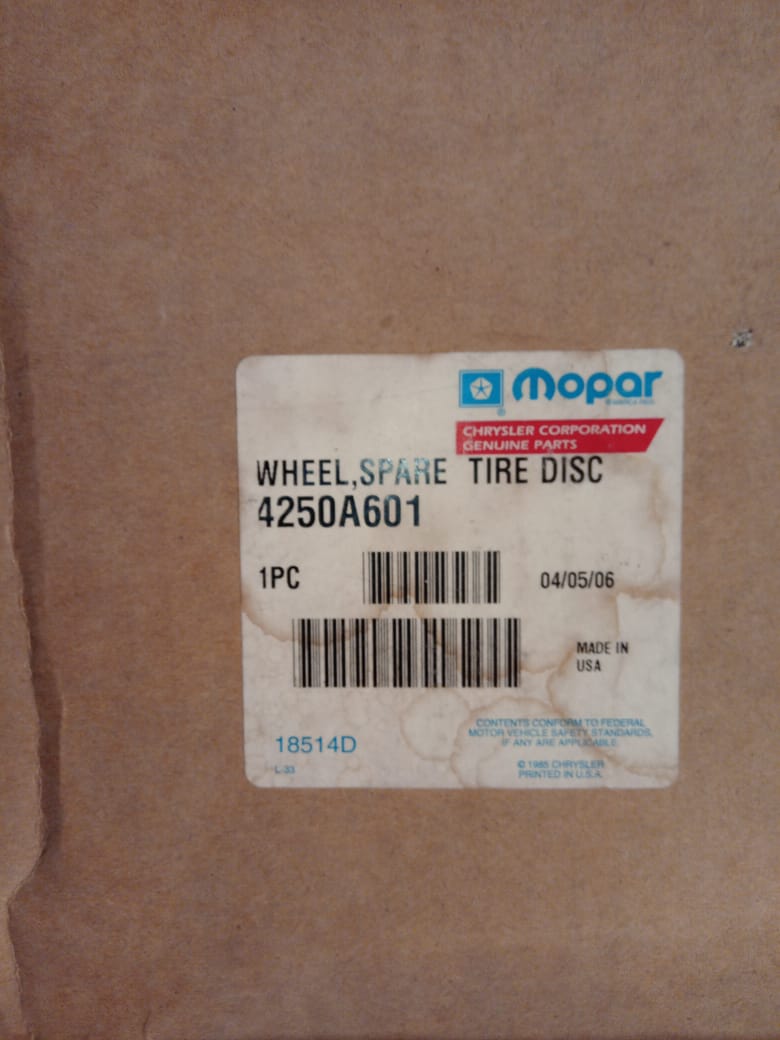 mopar
CHRYSLER CORPORATION
GENUINE PARTS
WHEEL,SPARE TIRE DISC
4250A601
1PC
04/05/06
MADE IN
USA
18514D
L-33
CONTENTS CONFORM TO FEDERAL
MOTOR VEHICLE SAFETY STANDARDS,
IF ANY ARE APPLICABLE.
© 1985 CHRYSLER
PRINTED IN U.S.A.